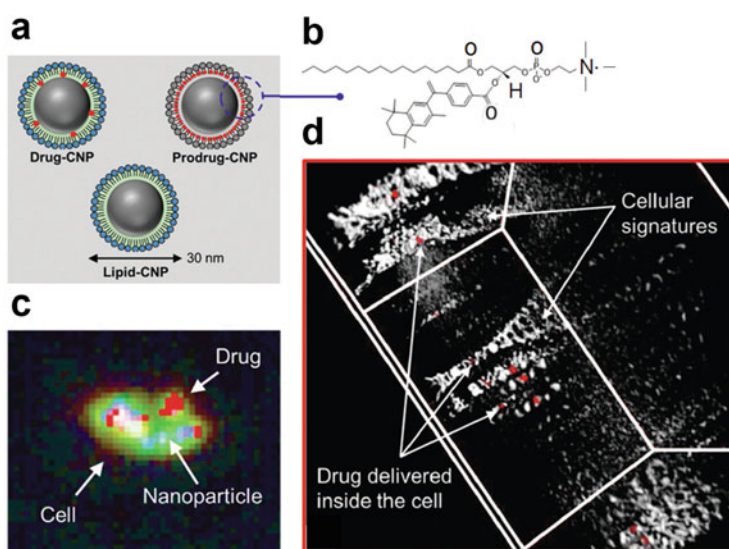 a
Drug-CNP
Prodrug-CNP
Lipid-CNP
30 nm
b
O
O
P
O
O
O
N
H
O
c
Drug
Nanoparticle
Cell
d
Cellular
signatures
Drug delivered
inside the cell